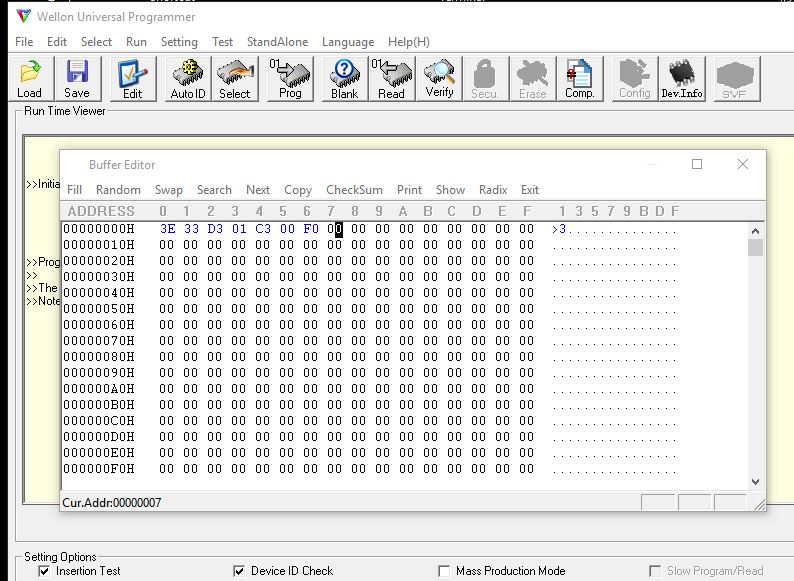 Wellon Universal Programmer
File Edit Select Run Setting Test StandAlone Language Help(H)
Load Save Edit AutoID Select Prog Blank Read Verify Secu. Erase Comp. Config Dev.Info SVF
Run Time Viewer
>>Initia
>>Prog
>>
>>The
>>Note
Buffer Editor
Fill Random Swap Search Next Copy CheckSum Print Show Radix Exit
ADDRESS 0 1 2 3 4 5 6 7 8 9 A B C D E F 1 3 5 7 9 B D F
00000000H 3E 33 D3 01 C3 00 F0 00 00 00 00 00 00 00 00 00 >3..............
00000010H 00 00 00 00 00 00 00 00 00 00 00 00 00 00 00 00 ................
00000020H 00 00 00 00 00 00 00 00 00 00 00 00 00 00 00 00 ................
00000030H 00 00 00 00 00 00 00 00 00 00 00 00 00 00 00 00 ................
00000040H 00 00 00 00 00 00 00 00 00 00 00 00 00 00 00 00 ................
00000050H 00 00 00 00 00 00 00 00 00 00 00 00 00 00 00 00 ................
00000060H 00 00 00 00 00 00 00 00 00 00 00 00 00 00 00 00 ................
00000070H 00 00 00 00 00 00 00 00 00 00 00 00 00 00 00 00 ................
00000080H 00 00 00 00 00 00 00 00 00 00 00 00 00 00 00 00 ................
00000090H 00 00 00 00 00 00 00 00 00 00 00 00 00 00 00 00 ................
000000A0H 00 00 00 00 00 00 00 00 00 00 00 00 00 00 00 00 ................
000000B0H 00 00 00 00 00 00 00 00 00 00 00 00 00 00 00 00 ................
000000C0H 00 00 00 00 00 00 00 00 00 00 00 00 00 00 00 00 ................
000000D0H 00 00 00 00 00 00 00 00 00 00 00 00 00 00 00 00 ................
000000E0H 00 00 00 00 00 00 00 00 00 00 00 00 00 00 00 00 ................
000000F0H 00 00 00 00 00 00 00 00 00 00 00 00 00 00 00 00 ................
Cur.Addr:00000007
Setting Options
Insertion Test Device ID Check Mass Production Mode Slow Program/Read